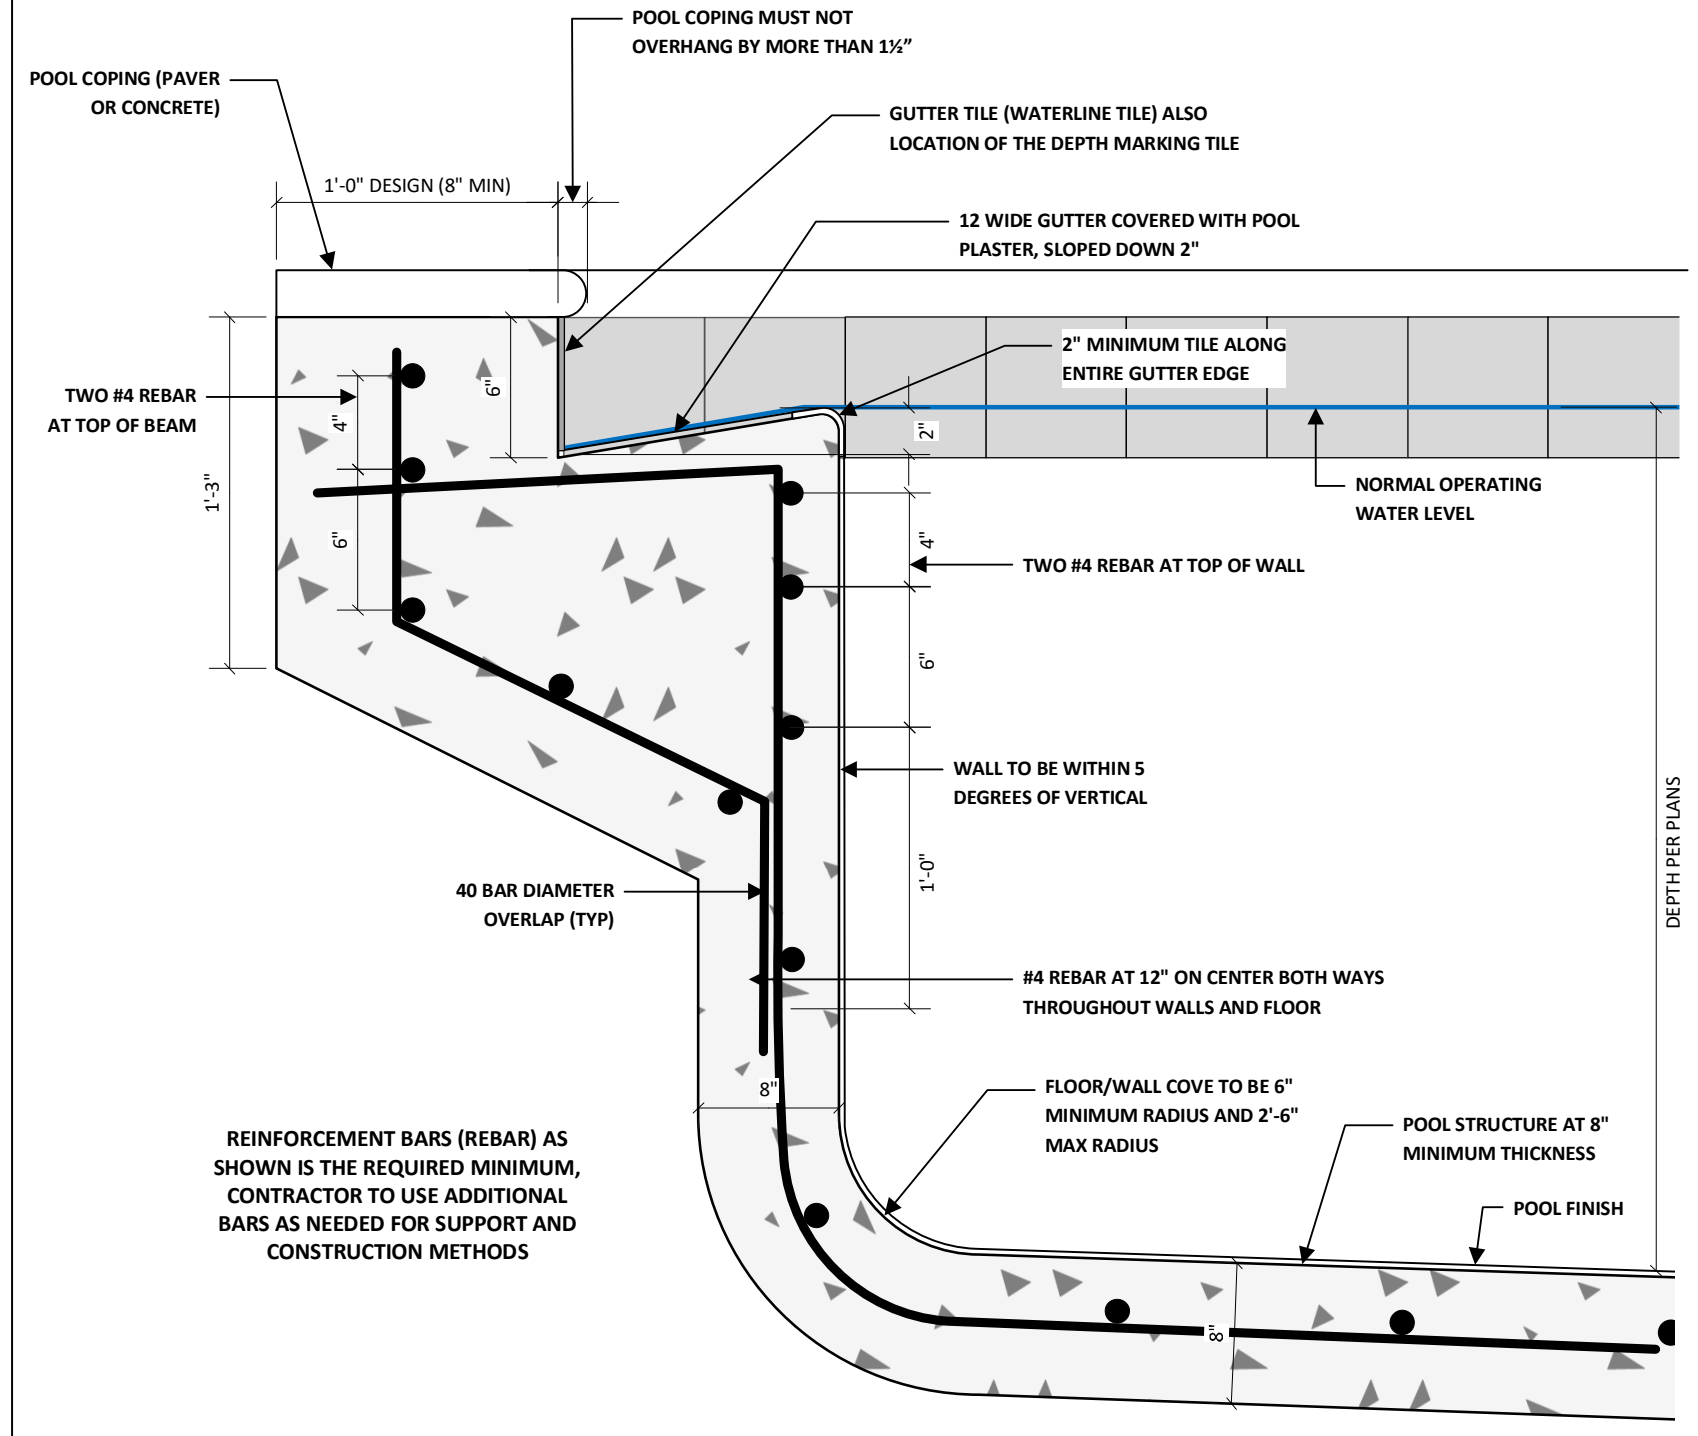 POOL COPING MUST NOT
OVERHANG BY MORE THAN 1½”
POOL COPING (PAVER
OR CONCRETE)
GUTTER TILE (WATERLINE TILE) ALSO
LOCATION OF THE DEPTH MARKING TILE
1'-0" DESIGN (8" MIN)
12 WIDE GUTTER COVERED WITH POOL
PLASTER, SLOPED DOWN 2"
2" MINIMUM TILE ALONG
ENTIRE GUTTER EDGE
6"
TWO #4 REBAR
AT TOP OF BEAM
4"
2"
1'-3"
6"
NORMAL OPERATING
WATER LEVEL
4"
TWO #4 REBAR AT TOP OF WALL
6"
WALL TO BE WITHIN 5
DEGREES OF VERTICAL
DEPTH PER PLANS
1'-0"
40 BAR DIAMETER
OVERLAP (TYP)
#4 REBAR AT 12" ON CENTER BOTH WAYS
THROUGHOUT WALLS AND FLOOR
8"
FLOOR/WALL COVE TO BE 6"
MINIMUM RADIUS AND 2'-6"
MAX RADIUS
POOL STRUCTURE AT 8"
MINIMUM THICKNESS
REINFORCEMENT BARS (REBAR) AS
SHOWN IS THE REQUIRED MINIMUM,
CONTRACTOR TO USE ADDITIONAL
BARS AS NEEDED FOR SUPPORT AND
CONSTRUCTION METHODS
POOL FINISH
8"